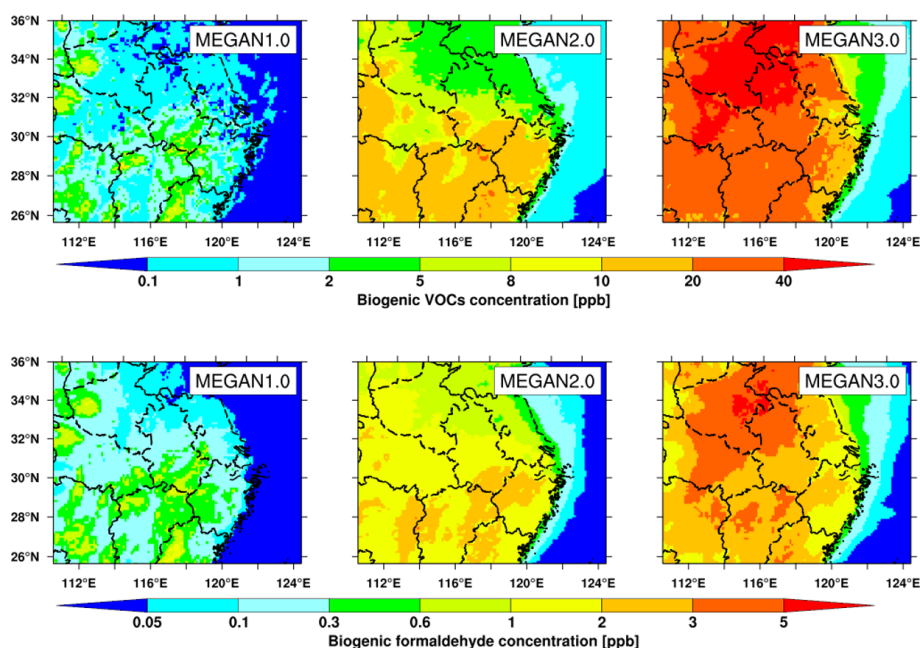 36°N
34°N
32°N
30°N
28°N
26°N
MEGAN1.0
MEGAN2.0
MEGAN3.0
112°E 116°E 120°E 124°E
112°E 116°E 120°E 124°E
112°E 116°E 120°E 124°E
0.1 1 2 5 8 10 20 40
Biogenic VOCs concentration [ppb]
36°N
34°N
32°N
30°N
28°N
26°N
MEGAN1.0
MEGAN2.0
MEGAN3.0
112°E 116°E 120°E 124°E
112°E 116°E 120°E 124°E
112°E 116°E 120°E 124°E
0.05 0.1 0.3 0.6 1 2 3 5
Biogenic formaldehyde concentration [ppb]